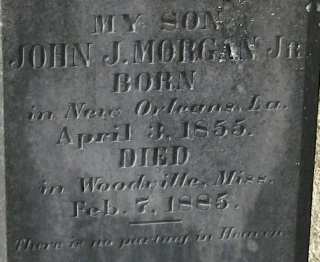 MY SON
JOHN J. MORGAN JR.
BORN
in New Orleans, La.
April 3, 1855.
DIED
in Woodville, Miss.
Feb. 7, 1885.
There is no parting in Heaven